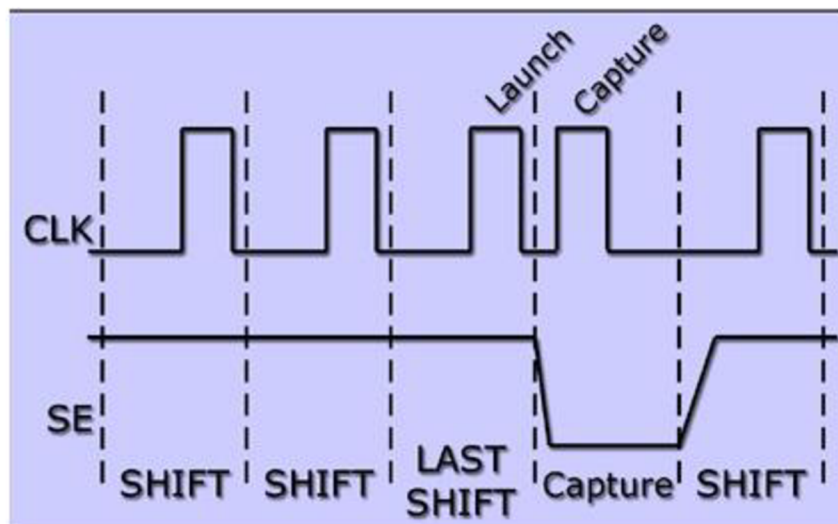 Launch
Capture
CLK
SE
SHIFT
SHIFT
LAST
SHIFT
Capture
SHIFT